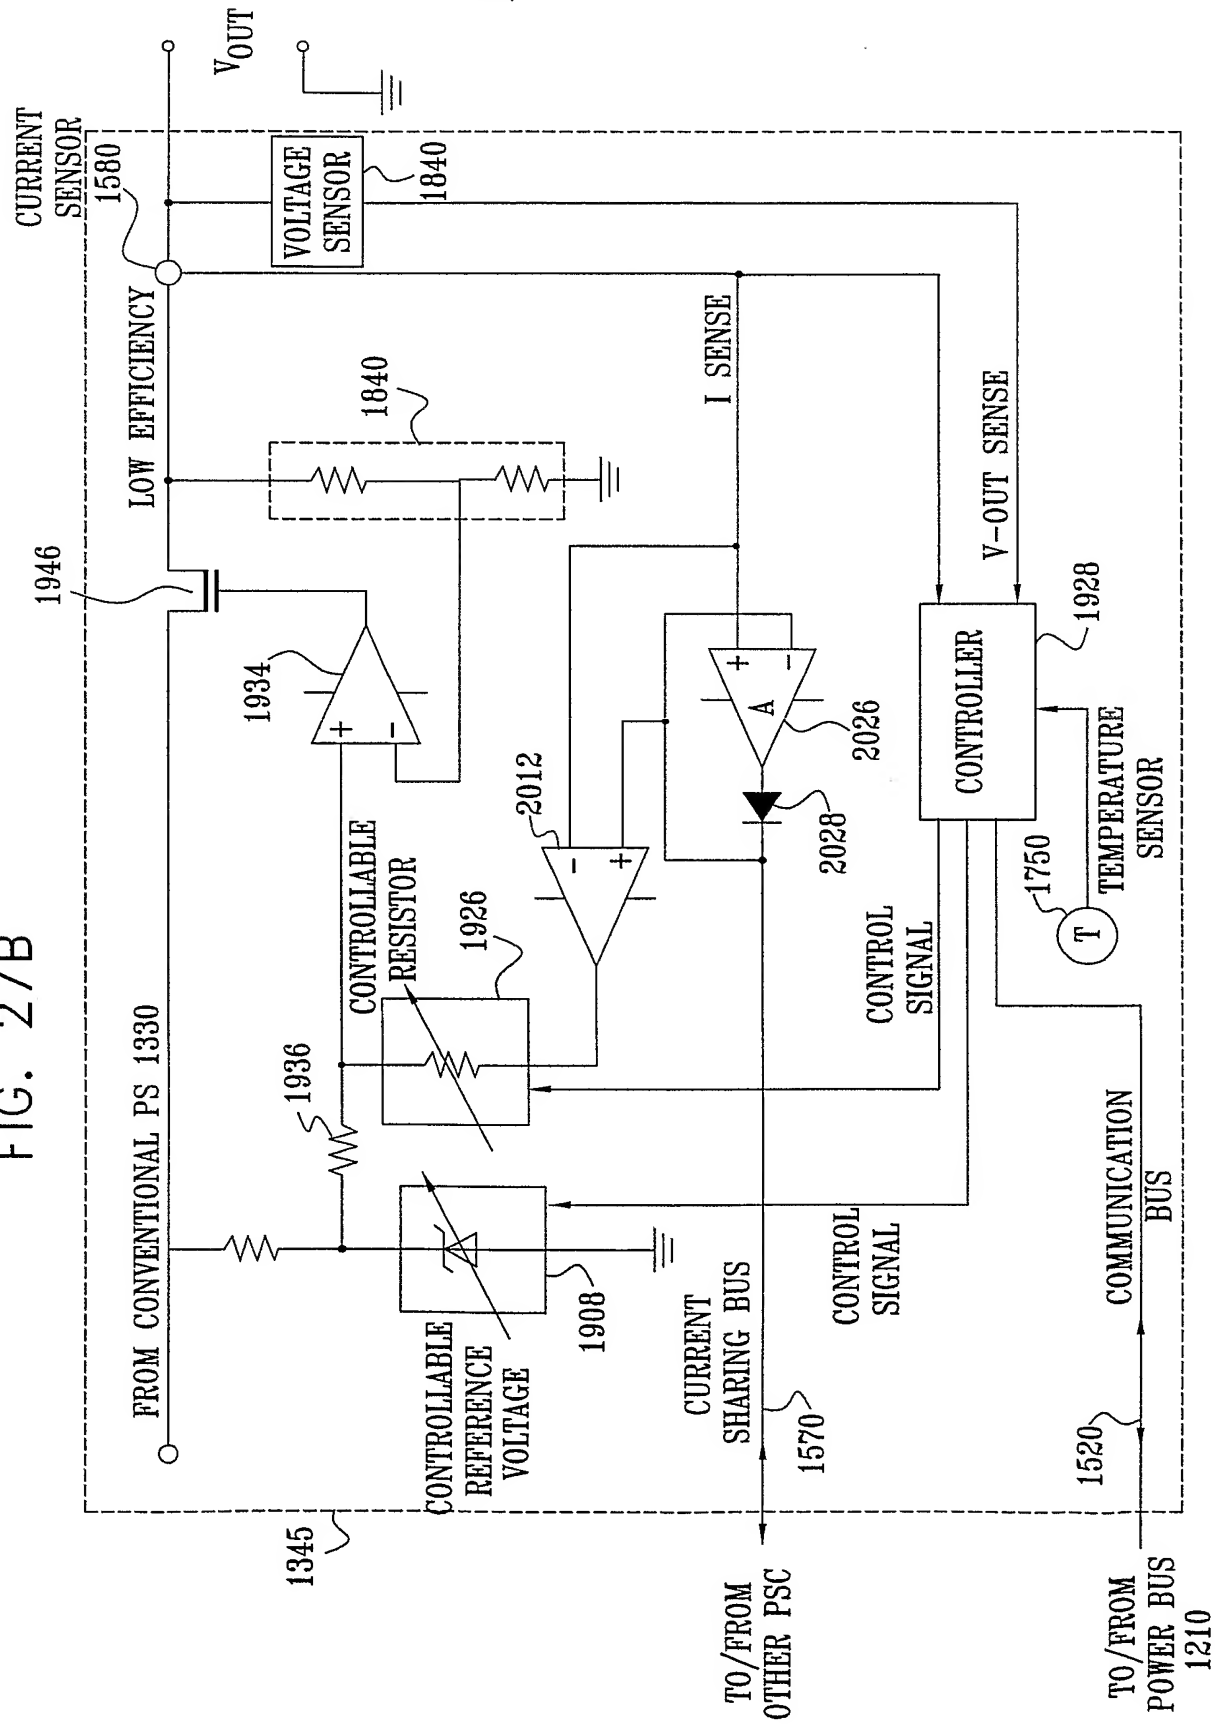 FIG. 27B
CURRENT
SENSOR
1580
VOUT
FROM CONVENTIONAL PS 1330
1946
LOW EFFICIENCY
VOLTAGE
SENSOR
1840
1936
1934
+
-
1840
CONTROLLABLE
RESISTOR
1926
2012
-
+
1345
CONTROLLABLE
REFERENCE
VOLTAGE
1908
I SENSE
+
-
A
2026
2028
CURRENT
SHARING BUS
1570
TO/FROM
OTHER PSC
CONTROL
SIGNAL
CONTROL
SIGNAL
V-OUT SENSE
CONTROLLER
1928
1750
T
TEMPERATURE
SENSOR
COMMUNICATION
BUS
1520
TO/FROM
POWER BUS
1210